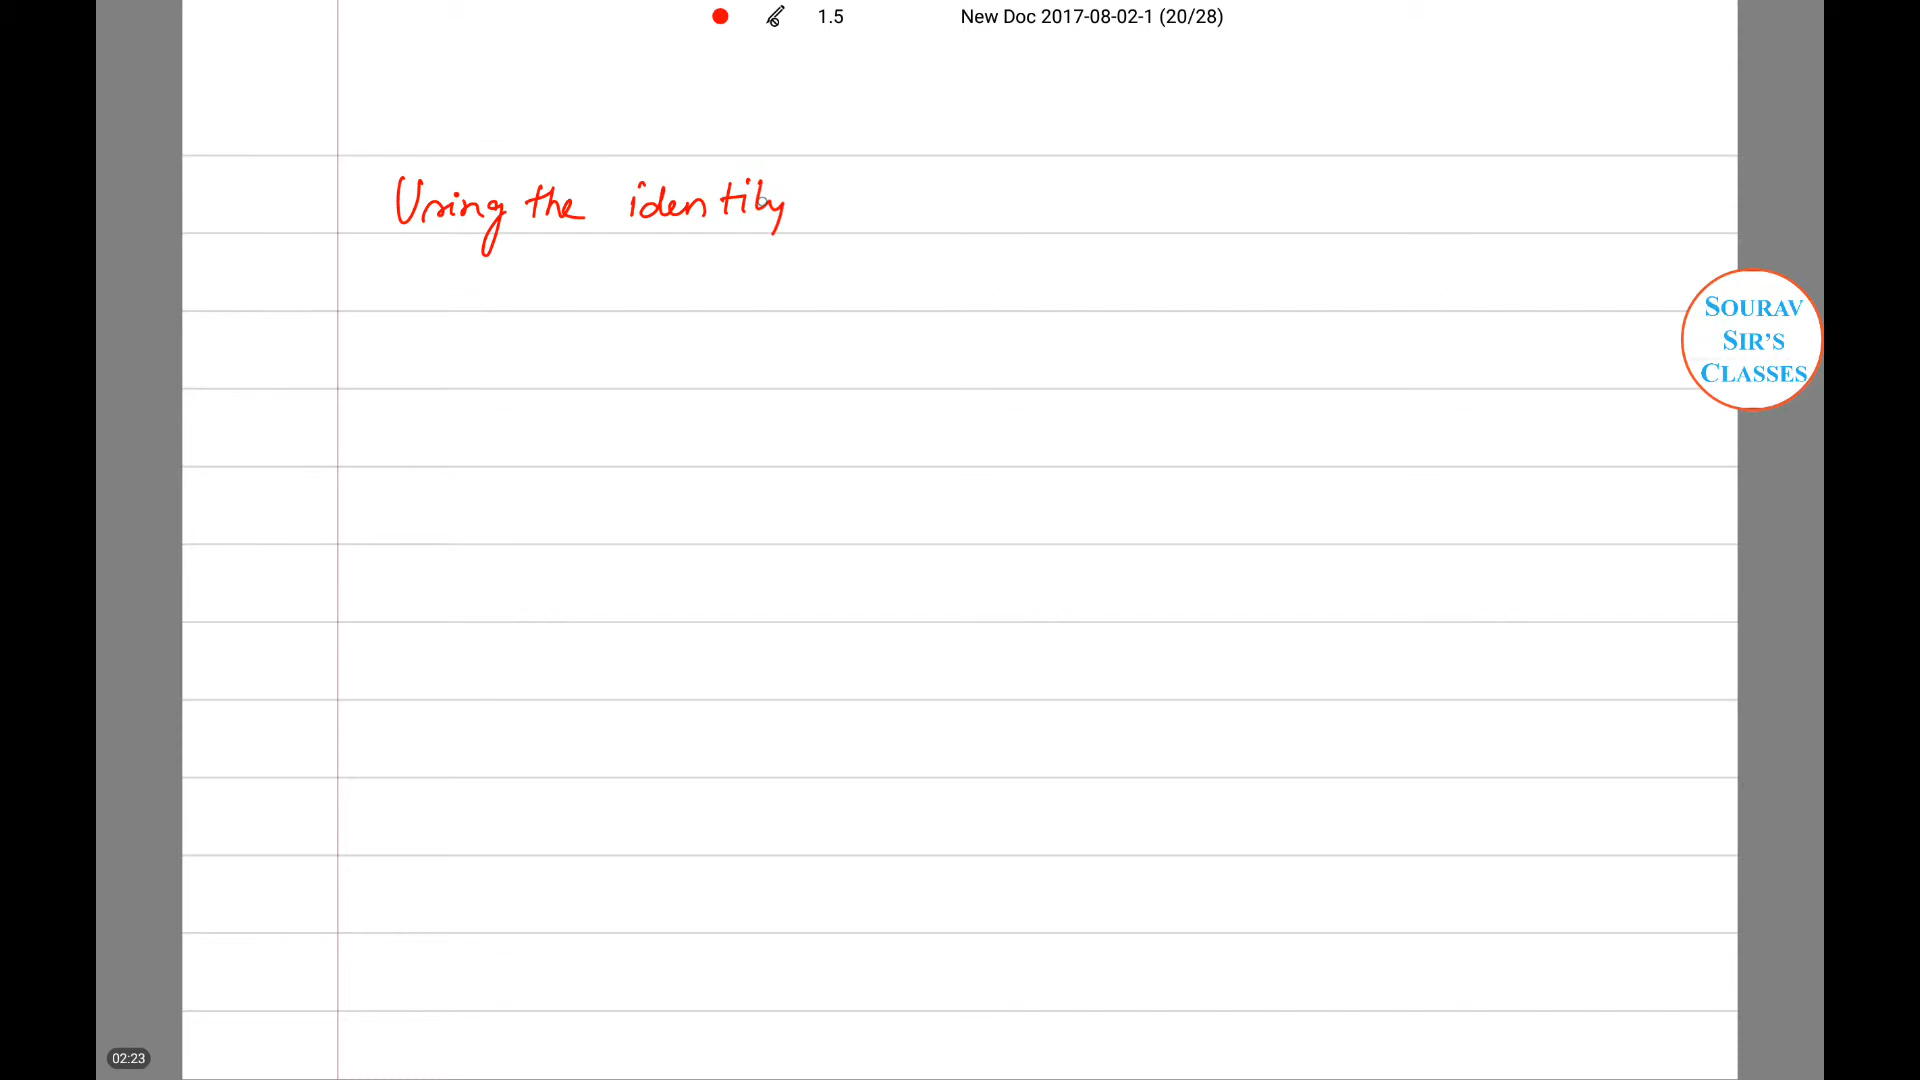 1.5 New Doc 2017-08-02-1 (20/28)
Using the identity
SOURAV
SIR'S
CLASSES
02:23